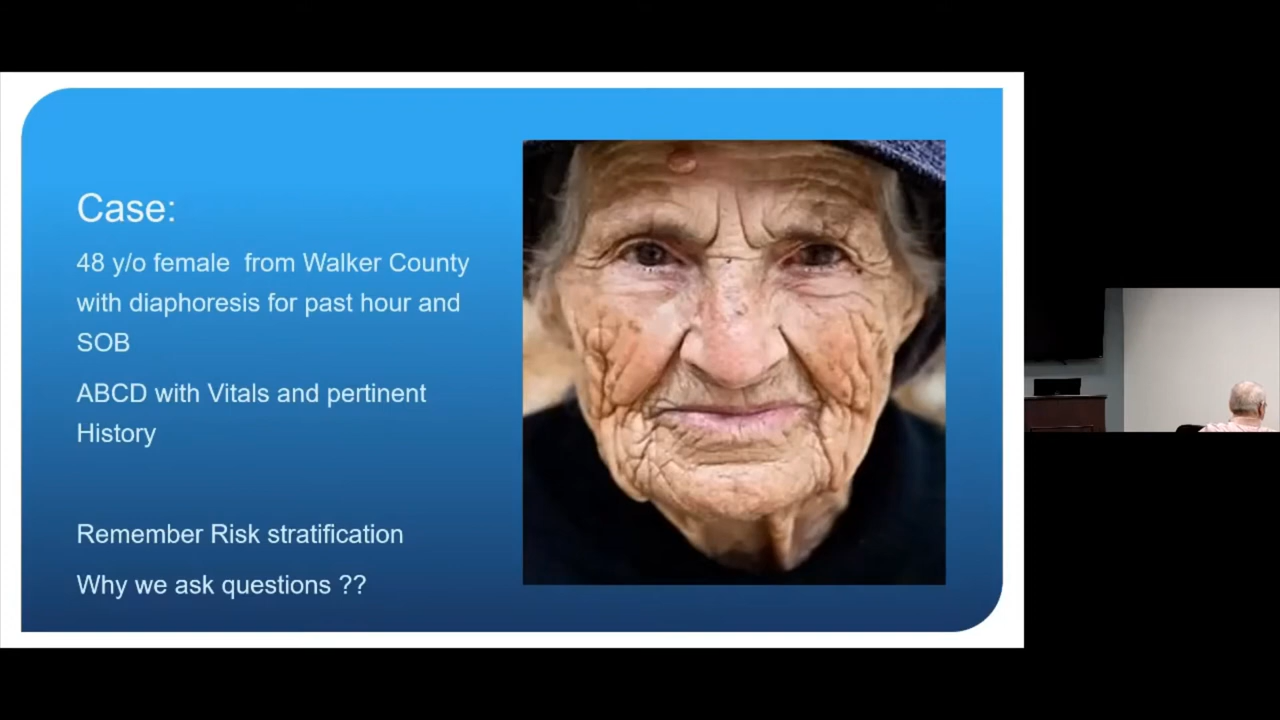 Case:
48 y/o female  from Walker County
with diaphoresis for past hour and
SOB
ABCD with Vitals and pertinent
History
Remember Risk stratification
Why we ask questions ??